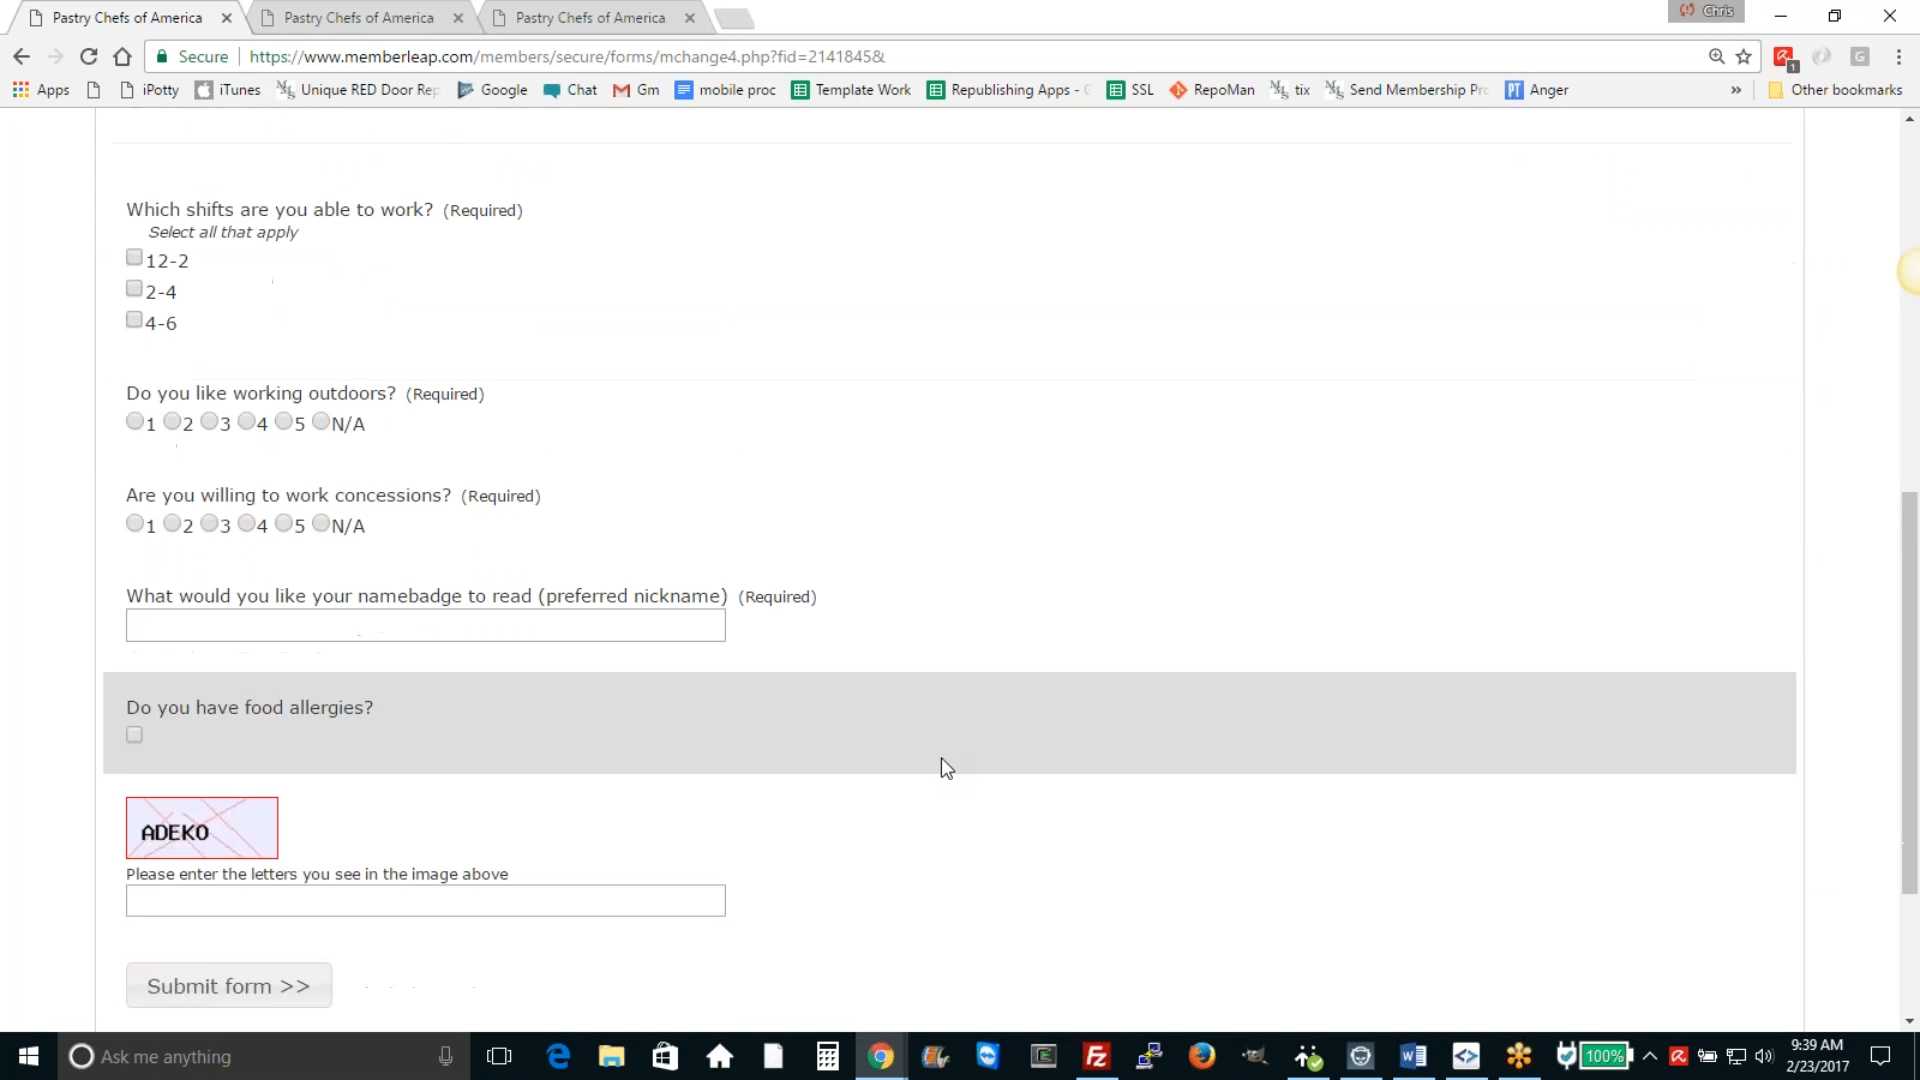 Pastry Chefs of America
Pastry Chefs of America
Pastry Chefs of America
Chris
Secure
https://www.memberleap.com/members/secure/forms/mchange4.php?fid=2141845&
1
G
Apps
iPotty
iTunes
Unique RED Door Rep
Google
Chat
Gm
mobile proc
Template Work
Republishing Apps -
SSL
RepoMan
tix
Send Membership Pro
PT
Anger
»
Other bookmarks
Which shifts are you able to work? (Required)
Select all that apply
12-2
2-4
4-6
Do you like working outdoors? (Required)
1 2 3 4 5 N/A
Are you willing to work concessions? (Required)
1 2 3 4 5 N/A
What would you like your namebadge to read (preferred nickname) (Required)
Do you have food allergies?
ADEKO
Please enter the letters you see in the image above
Submit form >>
Ask me anything
100%
9:39 AM
2/23/2017